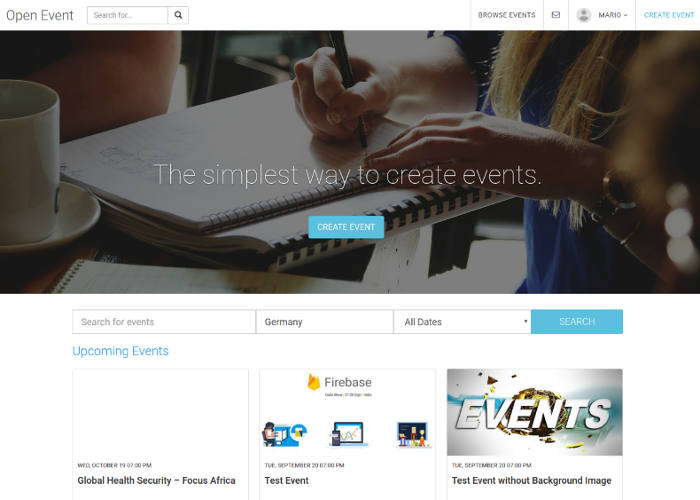 Open Event
Search for...
BROWSE EVENTS
MARIO
CREATE EVENT
The simplest way to create events.
CREATE EVENT
Search for events
Germany
All Dates
SEARCH
Upcoming Events
Firebase
WED, OCTOBER 19 07:00 PM
Global Health Security – Focus Africa
TUE, SEPTEMBER 20 07:00 PM
Test Event
EVENTS
TUE, SEPTEMBER 20 07:00 PM
Test Event without Background Image